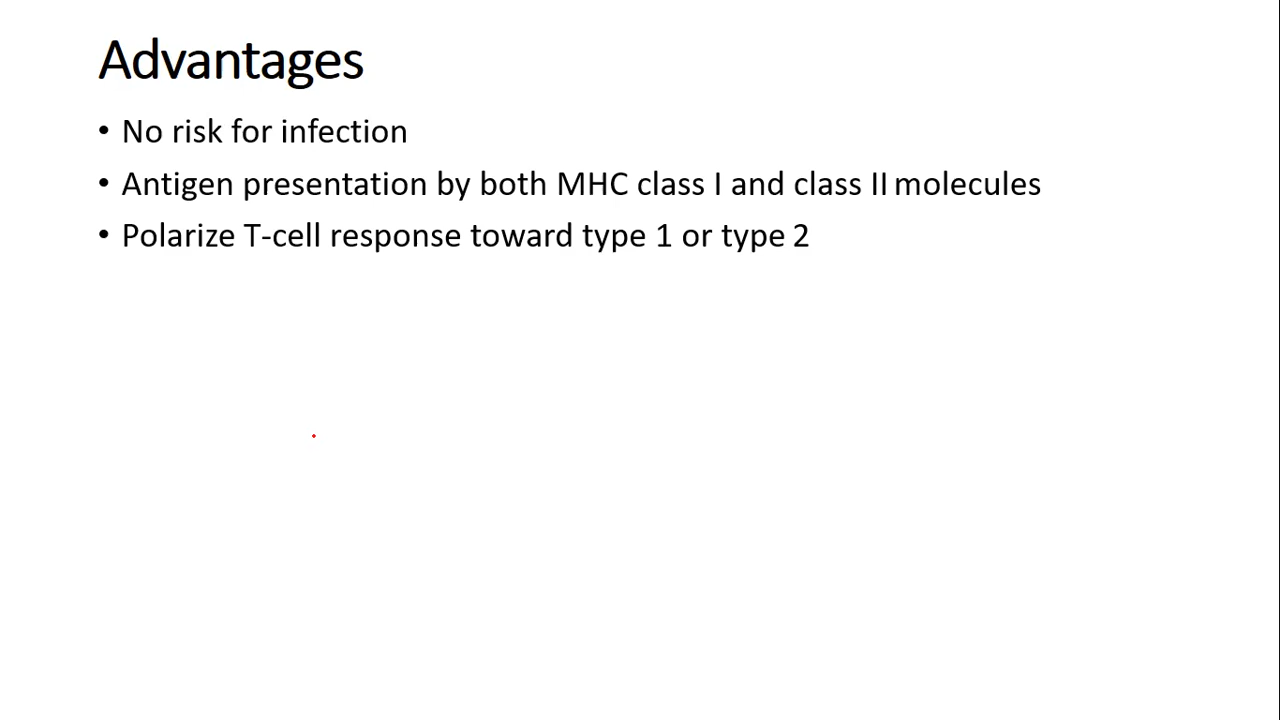 Advantages
• No risk for infection
• Antigen presentation by both MHC class I and class II molecules
• Polarize T-cell response toward type 1 or type 2